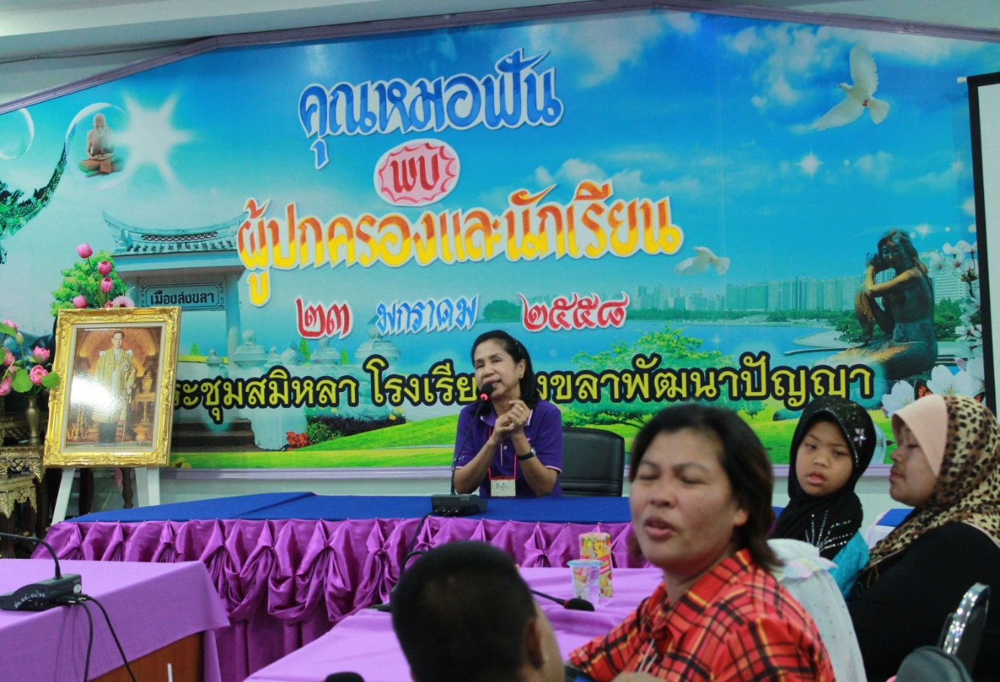 คุณหมอฟัน
พบ
ผู้ปกครองและนักเรียน
เมืองสงขลา
๒๓ มกราคม ๒๕๕๘
ระชุมสมิหลา โรงเรีย งขลาพัฒนาปัญญา